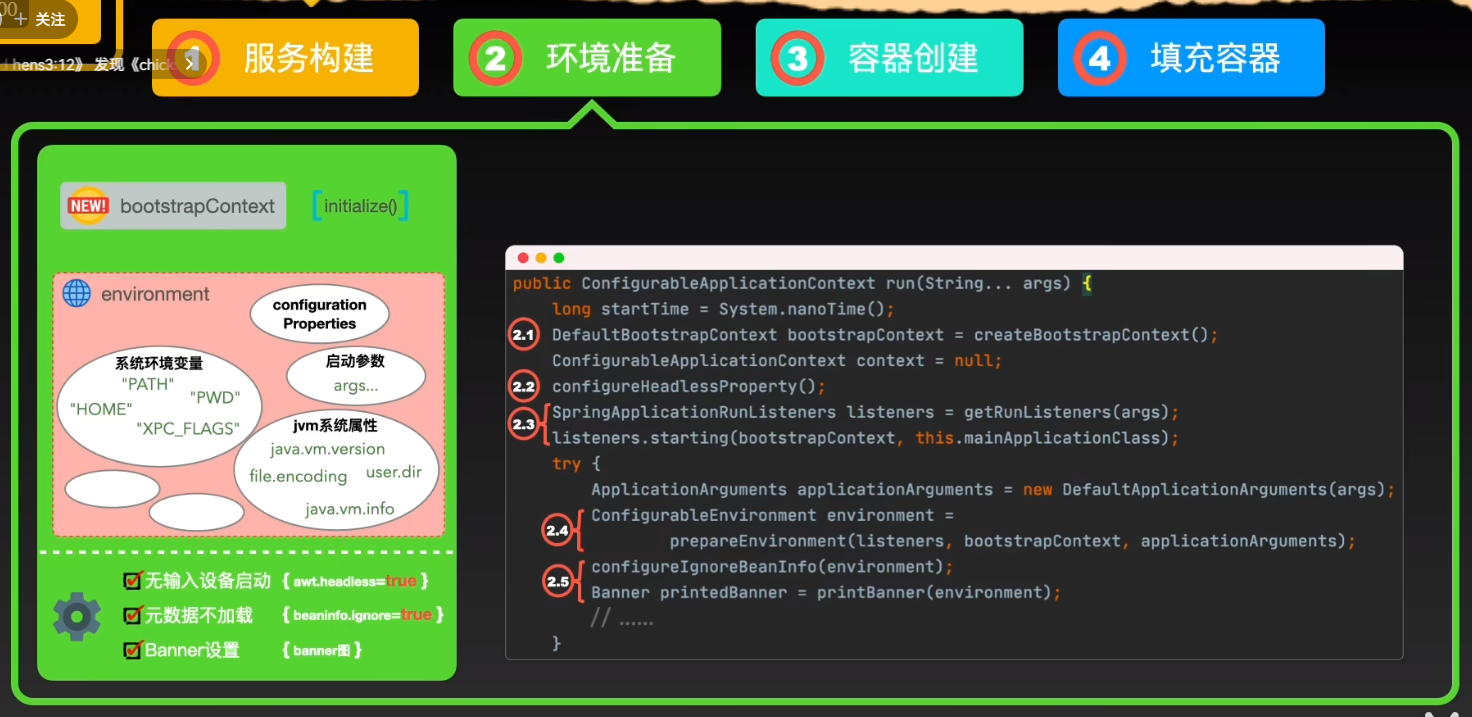 + 关注
hens3:12》 发现《chick
1 服务构建
2 环境准备
3 容器创建
4 填充容器
NEW! bootstrapContext [initialize()]
environment
configuration
Properties
系统环境变量
"PATH"
"PWD"
"HOME"
"XPC_FLAGS"
启动参数
args...
jvm系统属性
java.vm.version
file.encoding
user.dir
java.vm.info
无输入设备启动 { awt.headless=true }
元数据不加载 { beaninfo.ignore=true }
Banner设置 { banner图 }
public ConfigurableApplicationContext run(String... args) {
long startTime = System.nanoTime();
2.1 DefaultBootstrapContext bootstrapContext = createBootstrapContext();
ConfigurableApplicationContext context = null;
2.2 configureHeadlessProperty();
2.3 SpringApplicationRunListeners listeners = getRunListeners(args);
listeners.starting(bootstrapContext, this.mainApplicationClass);
try {
ApplicationArguments applicationArguments = new DefaultApplicationArguments(args);
2.4 ConfigurableEnvironment environment =
prepareEnvironment(listeners, bootstrapContext, applicationArguments);
2.5 configureIgnoreBeanInfo(environment);
Banner printedBanner = printBanner(environment);
// ......
}